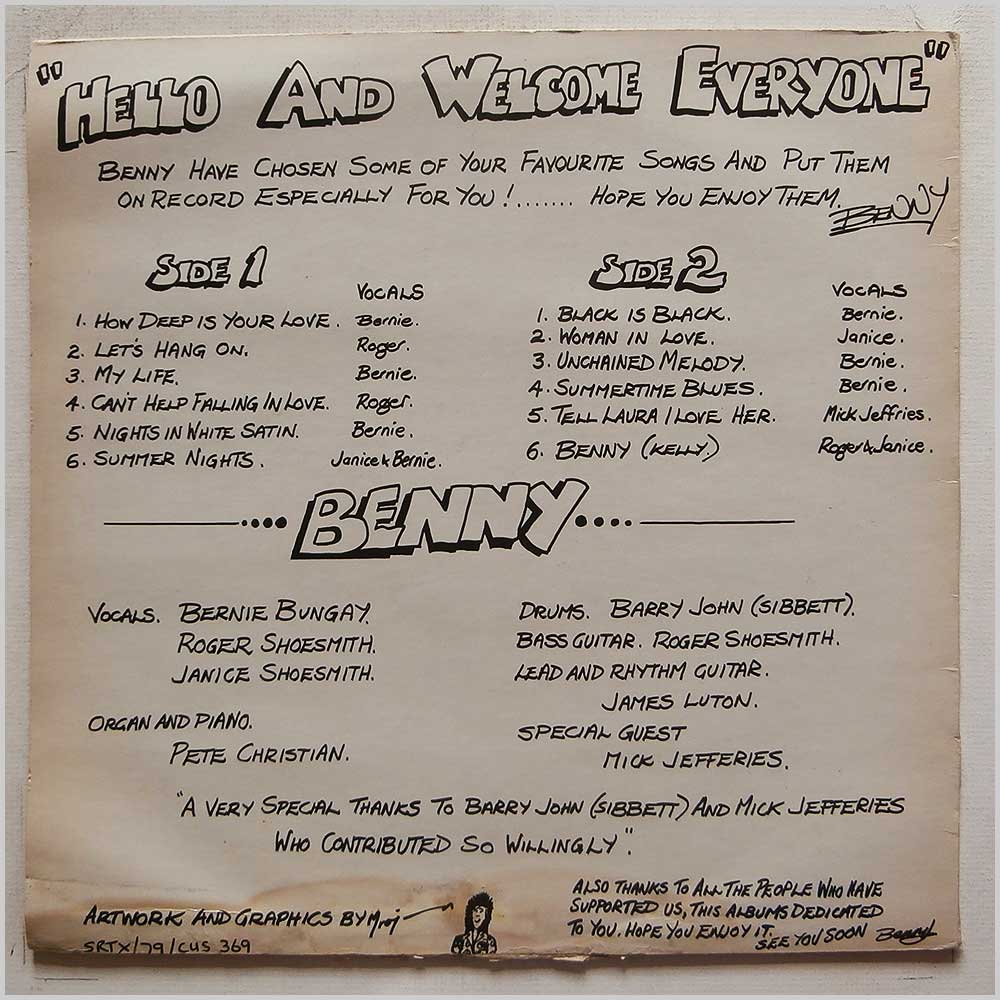 "HELLO AND WELCOME EVERYONE"
BENNY HAVE CHOSEN SOME OF YOUR FAVOURITE SONGS AND PUT THEM
ON RECORD ESPECIALLY FOR YOU!....... HOPE YOU ENJOY THEM.
BENNY
SIDE 1
VOCALS
1. HOW DEEP IS YOUR LOVE. Bernie.
2. LET'S HANG ON. Roger.
3. MY LIFE. Bernie.
4. CAN'T HELP FALLING IN LOVE. Roger.
5. NIGHTS IN WHITE SATIN. Bernie.
6. SUMMER NIGHTS. Janice & Bernie.
SIDE 2
VOCALS
1. BLACK IS BLACK. Bernie.
2. WOMAN IN LOVE. Janice.
3. UNCHAINED MELODY. Bernie.
4. SUMMERTIME BLUES. Bernie.
5. TELL LAURA I LOVE HER. Mick Jeffries.
6. BENNY (KELLY.) Roger & Janice.
BENNY
VOCALS. BERNIE BUNGAY.
ROGER SHOESMITH.
JANICE SHOESMITH.
ORGAN AND PIANO.
PETE CHRISTIAN.
DRUMS. BARRY JOHN (SIBBETT).
BASS GUITAR. ROGER SHOESMITH.
LEAD AND RHYTHM GUITAR.
JAMES LUTON.
SPECIAL GUEST
MICK JEFFERIES.
"A VERY SPECIAL THANKS TO BARRY JOHN (SIBBETT) AND MICK JEFFERIES
WHO CONTRIBUTED SO WILLINGLY".
ARTWORK AND GRAPHICS BY
SRTX/79/CUS 369
ALSO THANKS TO ALL THE PEOPLE WHO HAVE
SUPPORTED US, THIS ALBUMS DEDICATED
TO YOU. HOPE YOU ENJOY IT.
SEE YOU SOON Benny